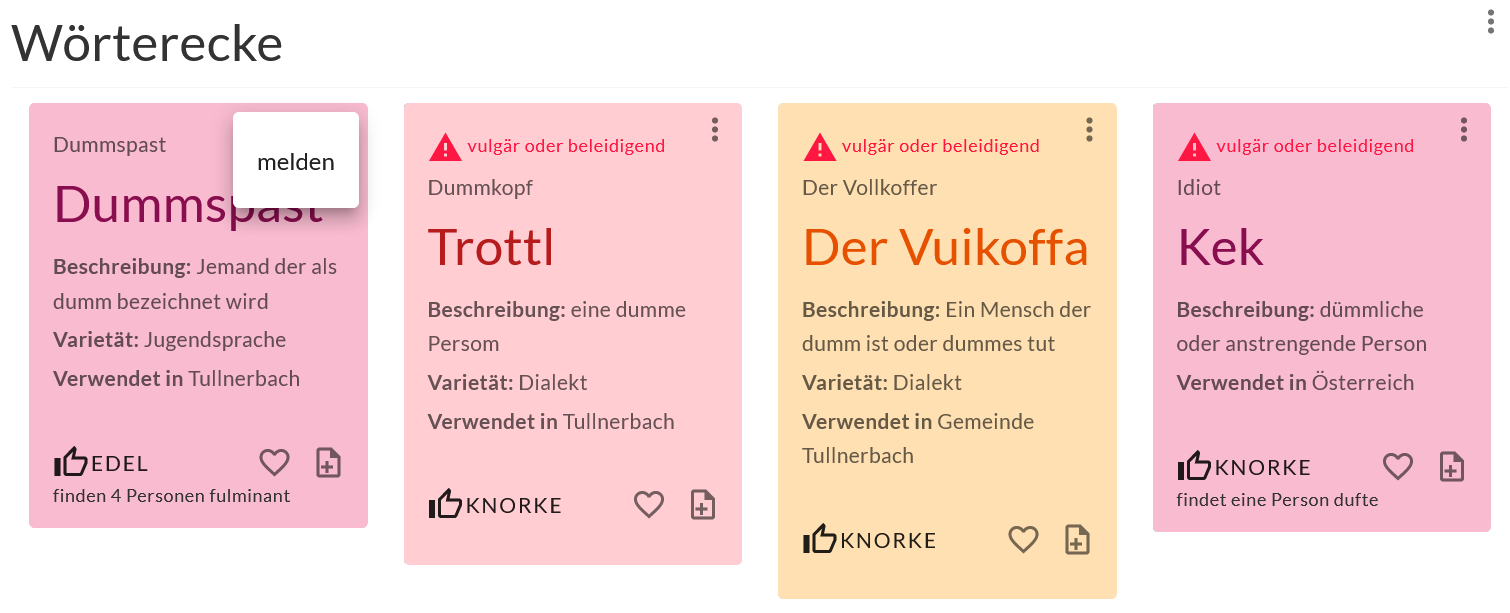 Wörterecke
Dummspast
melden
Dummspast
Beschreibung: Jemand der als
dumm bezeichnet wird
Varietät: Jugendsprache
Verwendet in Tullnerbach
EDEL
finden 4 Personen fulminant
vulgär oder beleidigend
Dummkopf
Trottl
Beschreibung: eine dumme
Persom
Varietät: Dialekt
Verwendet in Tullnerbach
KNORKE
vulgär oder beleidigend
Der Vollkoffer
Der Vuikoffa
Beschreibung: Ein Mensch der
dumm ist oder dummes tut
Varietät: Dialekt
Verwendet in Gemeinde
Tullnerbach
KNORKE
vulgär oder beleidigend
Idiot
Kek
Beschreibung: dümmliche
oder anstrengende Person
Verwendet in Österreich
KNORKE
findet eine Person dufte